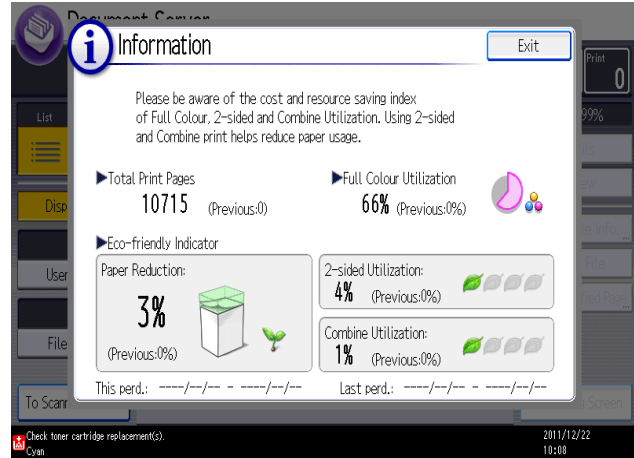 Document Server
Information
Exit
Print
0
Please be aware of the cost and resource saving index
of Full Colour, 2-sided and Combine Utilization. Using 2-sided
and Combine print helps reduce paper usage.
List
99%
▶Total Print Pages
10715 (Previous:0)
▶Full Colour Utilization
66% (Previous:0%)
▶Eco-friendly Indicator
Paper Reduction:
3%
(Previous:0%)
2-sided Utilization:
4% (Previous:0%)
Combine Utilization:
1% (Previous:0%)
User
File
File
This perd.: ----/--/-- - ----/--/--
Last perd.: ----/--/-- - ----/--/--
Screen
Check toner cartridge replacement(s).
Cyan
2011/12/22
10:08